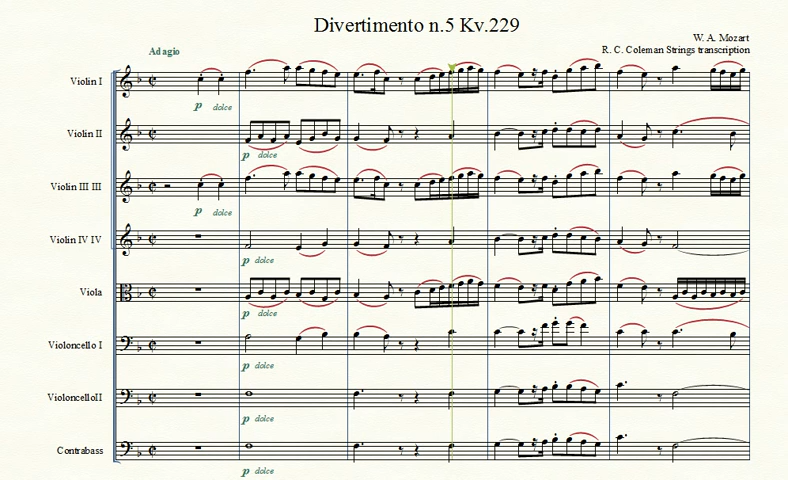 Divertimento n.5 Kv.229
W. A. Mozart
R. C. Coleman Strings transcription
Adagio
Violin I
p dolce
Violin II
p dolce
Violin III III
p dolce
Violin IV IV
p dolce
Viola
p dolce
Violoncello I
p dolce
VioloncelloII
p dolce
Contrabass
p dolce